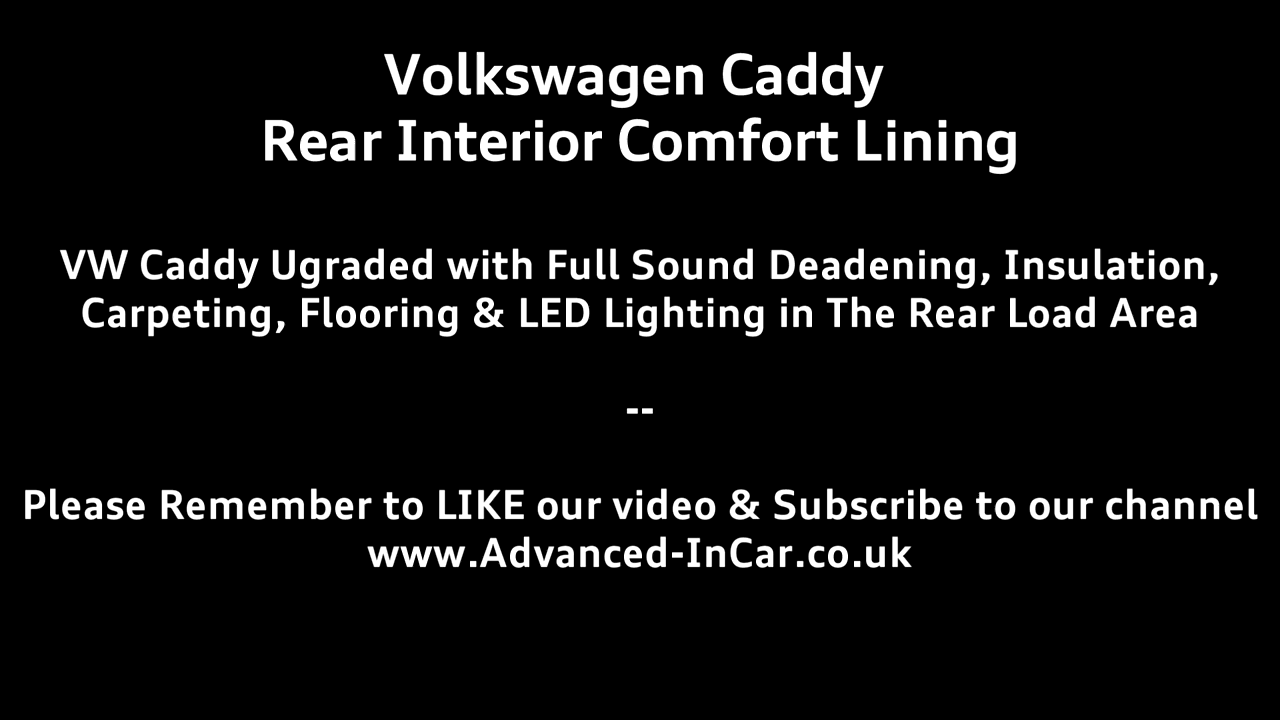 Volkswagen Caddy
Rear Interior Comfort Lining
VW Caddy Ugraded with Full Sound Deadening, Insulation,
Carpeting, Flooring & LED Lighting in The Rear Load Area
--
Please Remember to LIKE our video & Subscribe to our channel
www.Advanced-InCar.co.uk